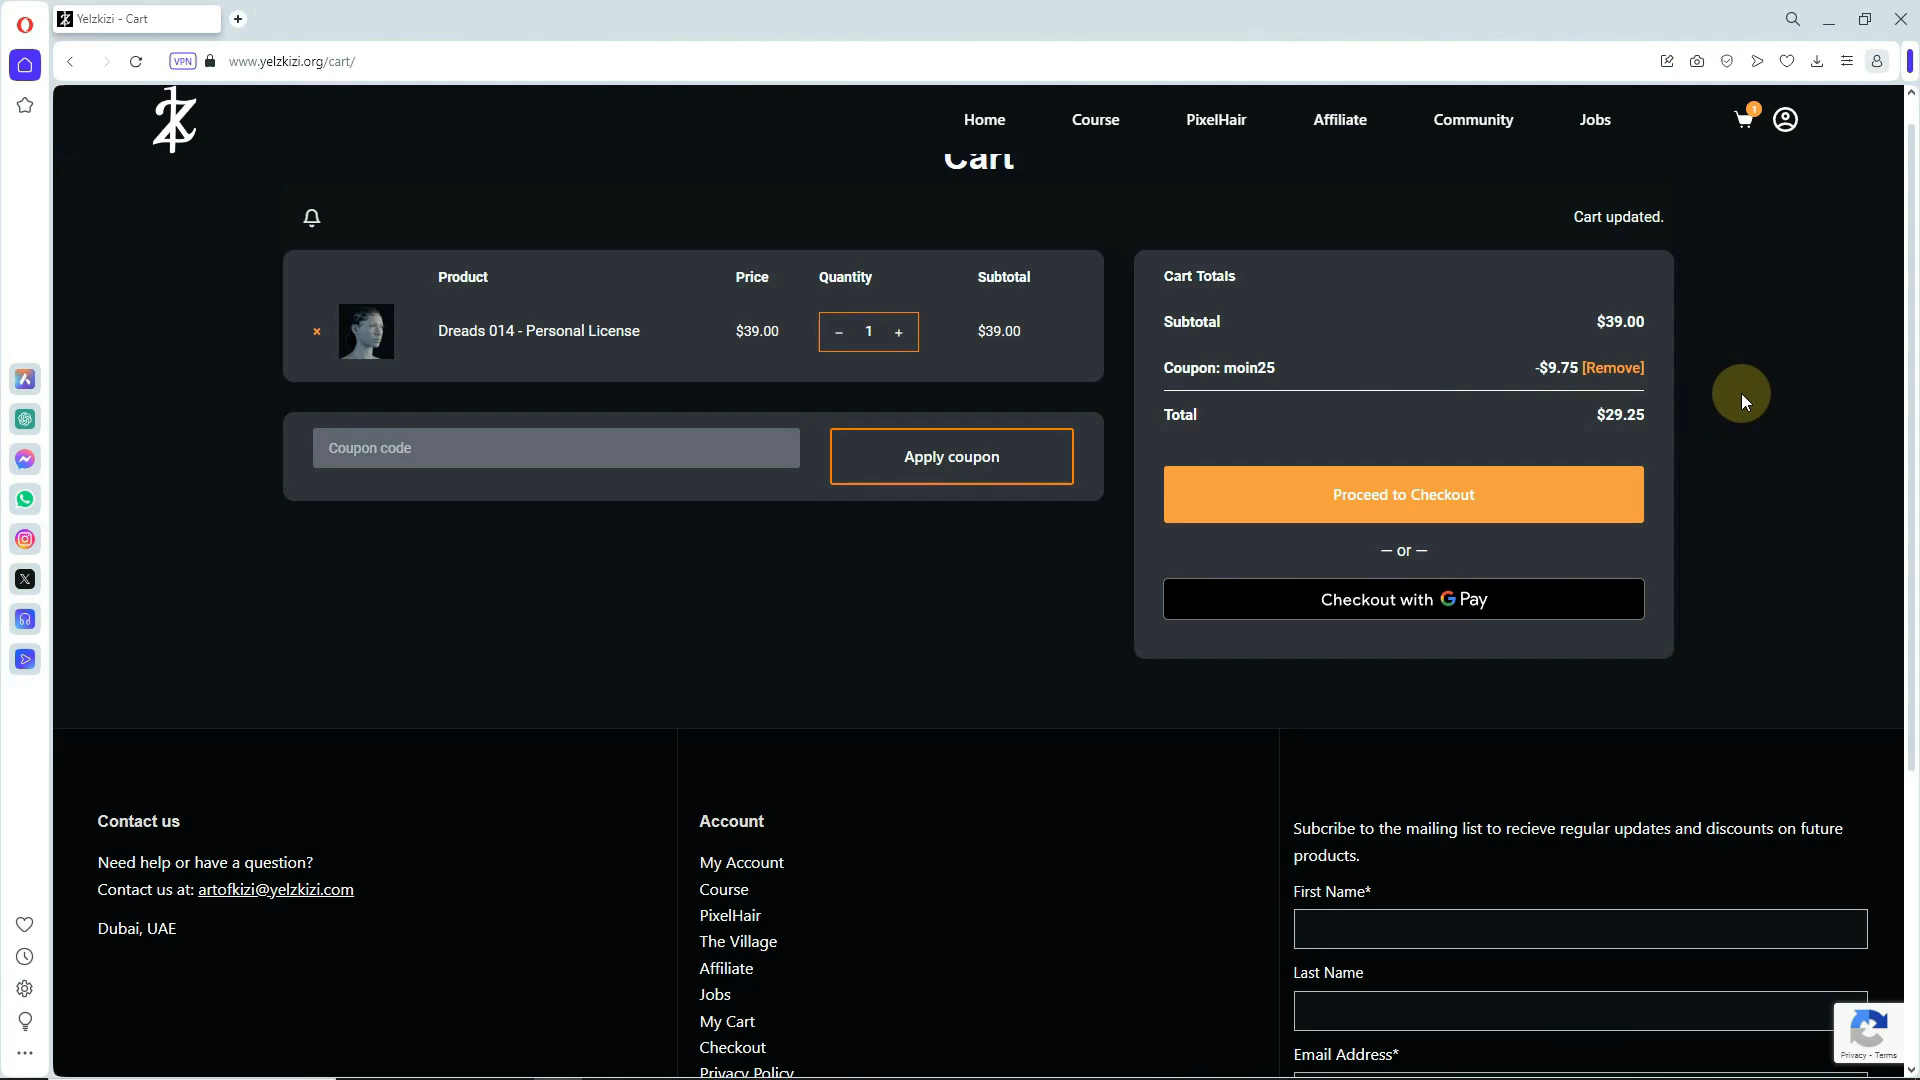 Yelzkizi - Cart
VPN
www.yelzkizi.org/cart/
Home
Course
PixelHair
Affiliate
Community
Jobs
1
Cart
Cart updated.
Product
Price
Quantity
Subtotal
×
Dreads 014 - Personal License
$39.00
− 1 +
$39.00
Coupon code
Apply coupon
Cart Totals
Subtotal
$39.00
Coupon: moin25
-$9.75 [Remove]
Total
$29.25
Proceed to Checkout
— or —
Checkout with G Pay
Contact us
Need help or have a question?
Contact us at: artofkizi@yelzkizi.com
Dubai, UAE
Account
My Account
Course
PixelHair
The Village
Affiliate
Jobs
My Cart
Checkout
Privacy Policy
Subcribe to the mailing list to recieve regular updates and discounts on future
products.
First Name*
Last Name
Email Address*
Privacy - Terms